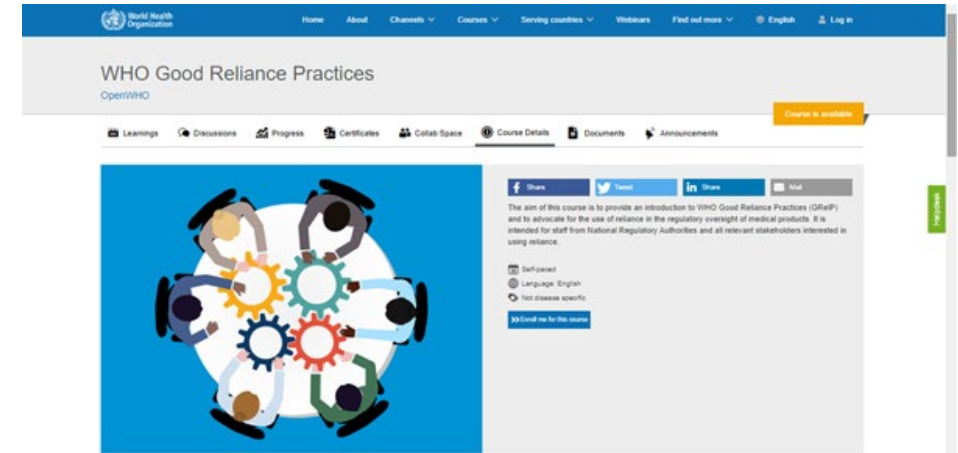 World Health
Organization
Home About Channels Courses Serving countries Webinars Find out more English Log in
WHO Good Reliance Practices
OpenWHO
Course is available
Learnings Discussions Progress Certificates Collab Space Course Details Documents Announcements
Share Tweet Share Mail
The aim of this course is to provide an introduction to WHO Good Reliance Practices (GRelP)
and to advocate for the use of reliance in the regulatory oversight of medical products. It is
intended for staff from National Regulatory Authorities and all relevant stakeholders interested in
using reliance.
Self-paced
Language: English
Not disease specific
Enroll me for this course
Helpdesk